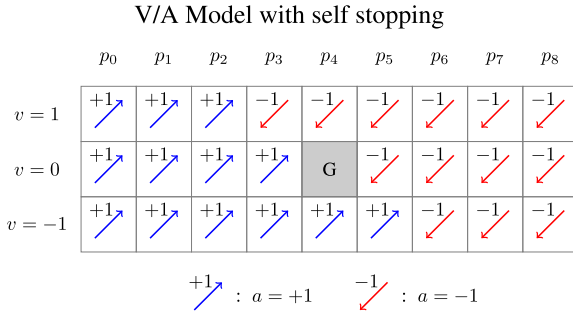 V/A Model with self stopping
p₀ p₁ p₂ p₃ p₄ p₅ p₆ p₇ p₈
v = 1 +1 +1 +1 −1 −1 −1 −1 −1 −1
v = 0 +1 +1 +1 +1 G −1 −1 −1 −1
v = −1 +1 +1 +1 +1 +1 +1 −1 −1 −1
+1 : a = +1 −1 : a = −1